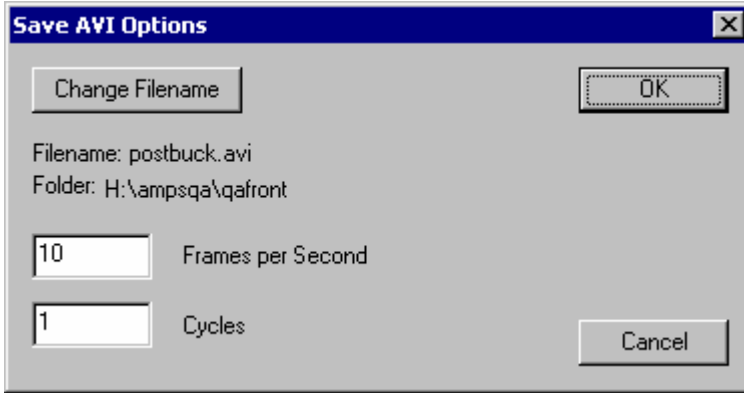 Save AVI Options
Change Filename
OK
Filename: postbuck.avi
Folder: H:\ampsqa\qafront
10 Frames per Second
1 Cycles
Cancel